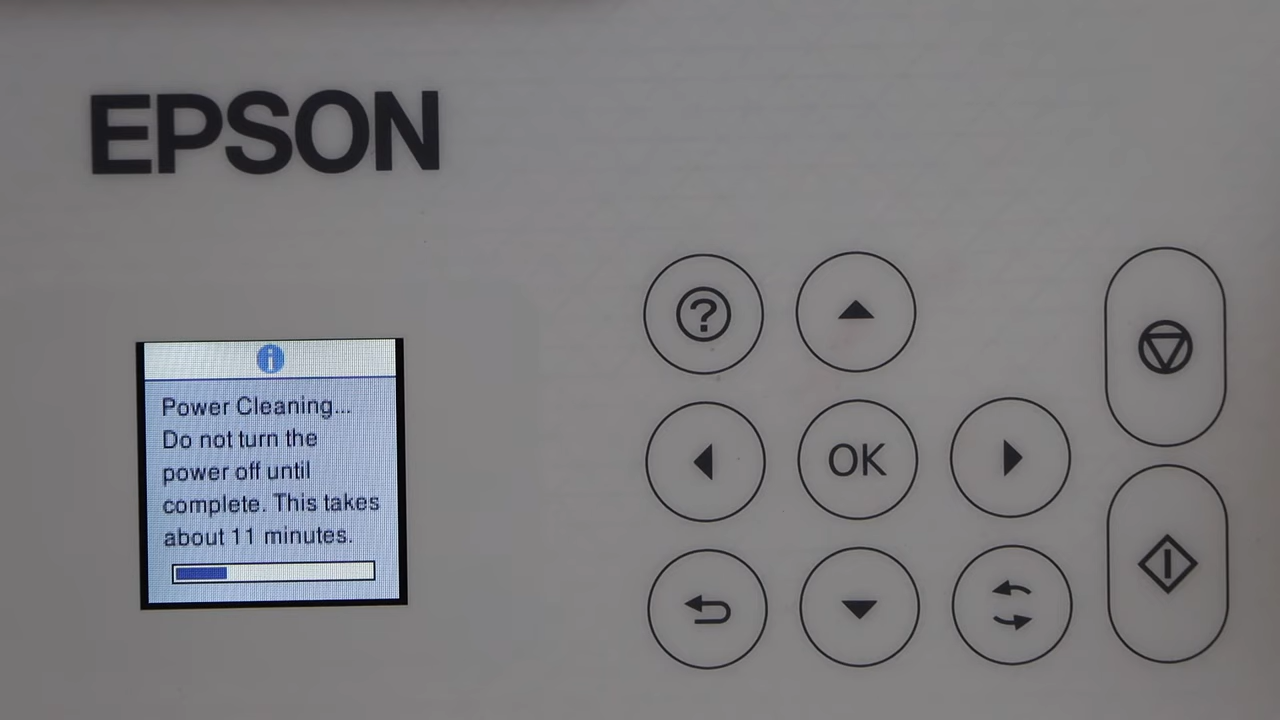 EPSON
Power Cleaning...
Do not turn the
power off until
complete. This takes
about 11 minutes.
?
OK